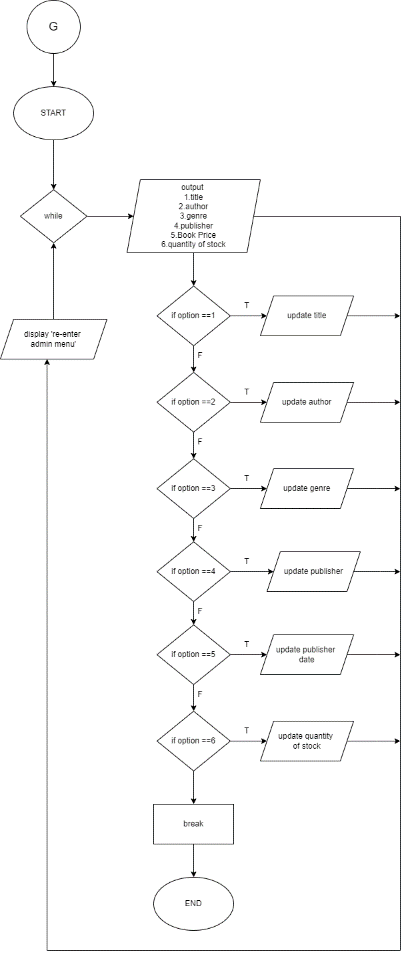 G
START
while
output
1.title
2.author
3.genre
4.publisher
5.Book Price
6.quantity of stock
display 're-enter
admin menu'
if option ==1
T
update title
F
if option ==2
T
update author
F
if option ==3
T
update genre
F
if option ==4
T
update publisher
F
if option ==5
T
update publisher
date
F
if option ==6
T
update quantity
of stock
break
END